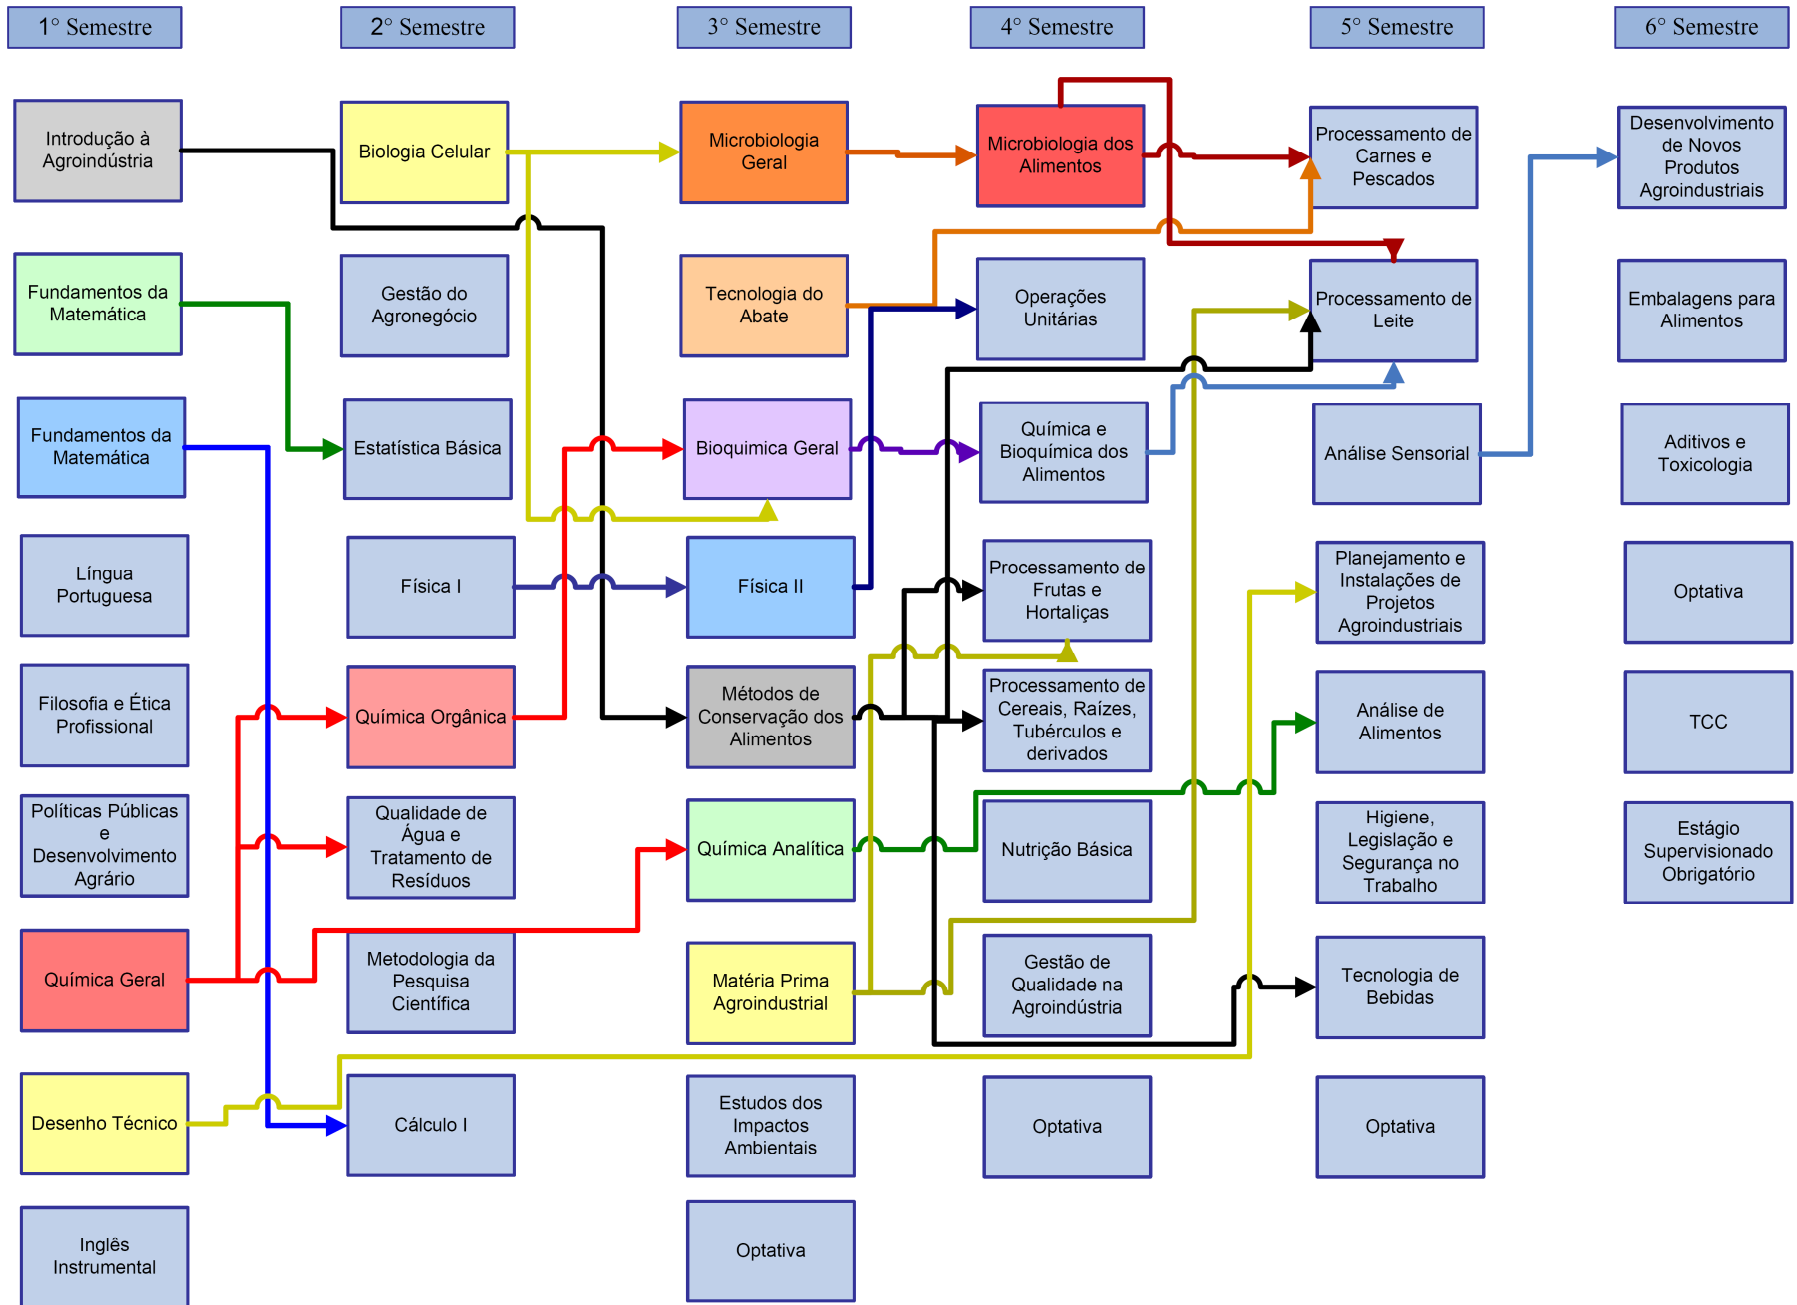 1° Semestre
2° Semestre
3° Semestre
4° Semestre
5° Semestre
6° Semestre
Introdução à
Agroindústria
Fundamentos da
Matemática
Fundamentos da
Matemática
Língua
Portuguesa
Filosofia e Ética
Profissional
Políticas Públicas
e
Desenvolvimento
Agrário
Química Geral
Desenho Técnico
Inglês
Instrumental
Biologia Celular
Gestão do
Agronegócio
Estatística Básica
Física I
Química Orgânica
Qualidade de
Água e
Tratamento de
Resíduos
Metodologia da
Pesquisa
Científica
Cálculo I
Microbiologia
Geral
Tecnologia do
Abate
Bioquimica Geral
Física II
Métodos de
Conservação dos
Alimentos
Química Analítica
Matéria Prima
Agroindustrial
Estudos dos
Impactos
Ambientais
Optativa
Microbiologia dos
Alimentos
Operações
Unitárias
Química e
Bioquímica dos
Alimentos
Processamento de
Frutas e
Hortaliças
Processamento de
Cereais, Raízes,
Tubérculos e
derivados
Nutrição Básica
Gestão de
Qualidade na
Agroindústria
Optativa
Processamento de
Carnes e
Pescados
Processamento de
Leite
Análise Sensorial
Planejamento e
Instalações de
Projetos
Agroindustriais
Análise de
Alimentos
Higiene,
Legislação e
Segurança no
Trabalho
Tecnologia de
Bebidas
Optativa
Desenvolvimento
de Novos
Produtos
Agroindustriais
Embalagens para
Alimentos
Aditivos e
Toxicologia
Optativa
TCC
Estágio
Supervisionado
Obrigatório